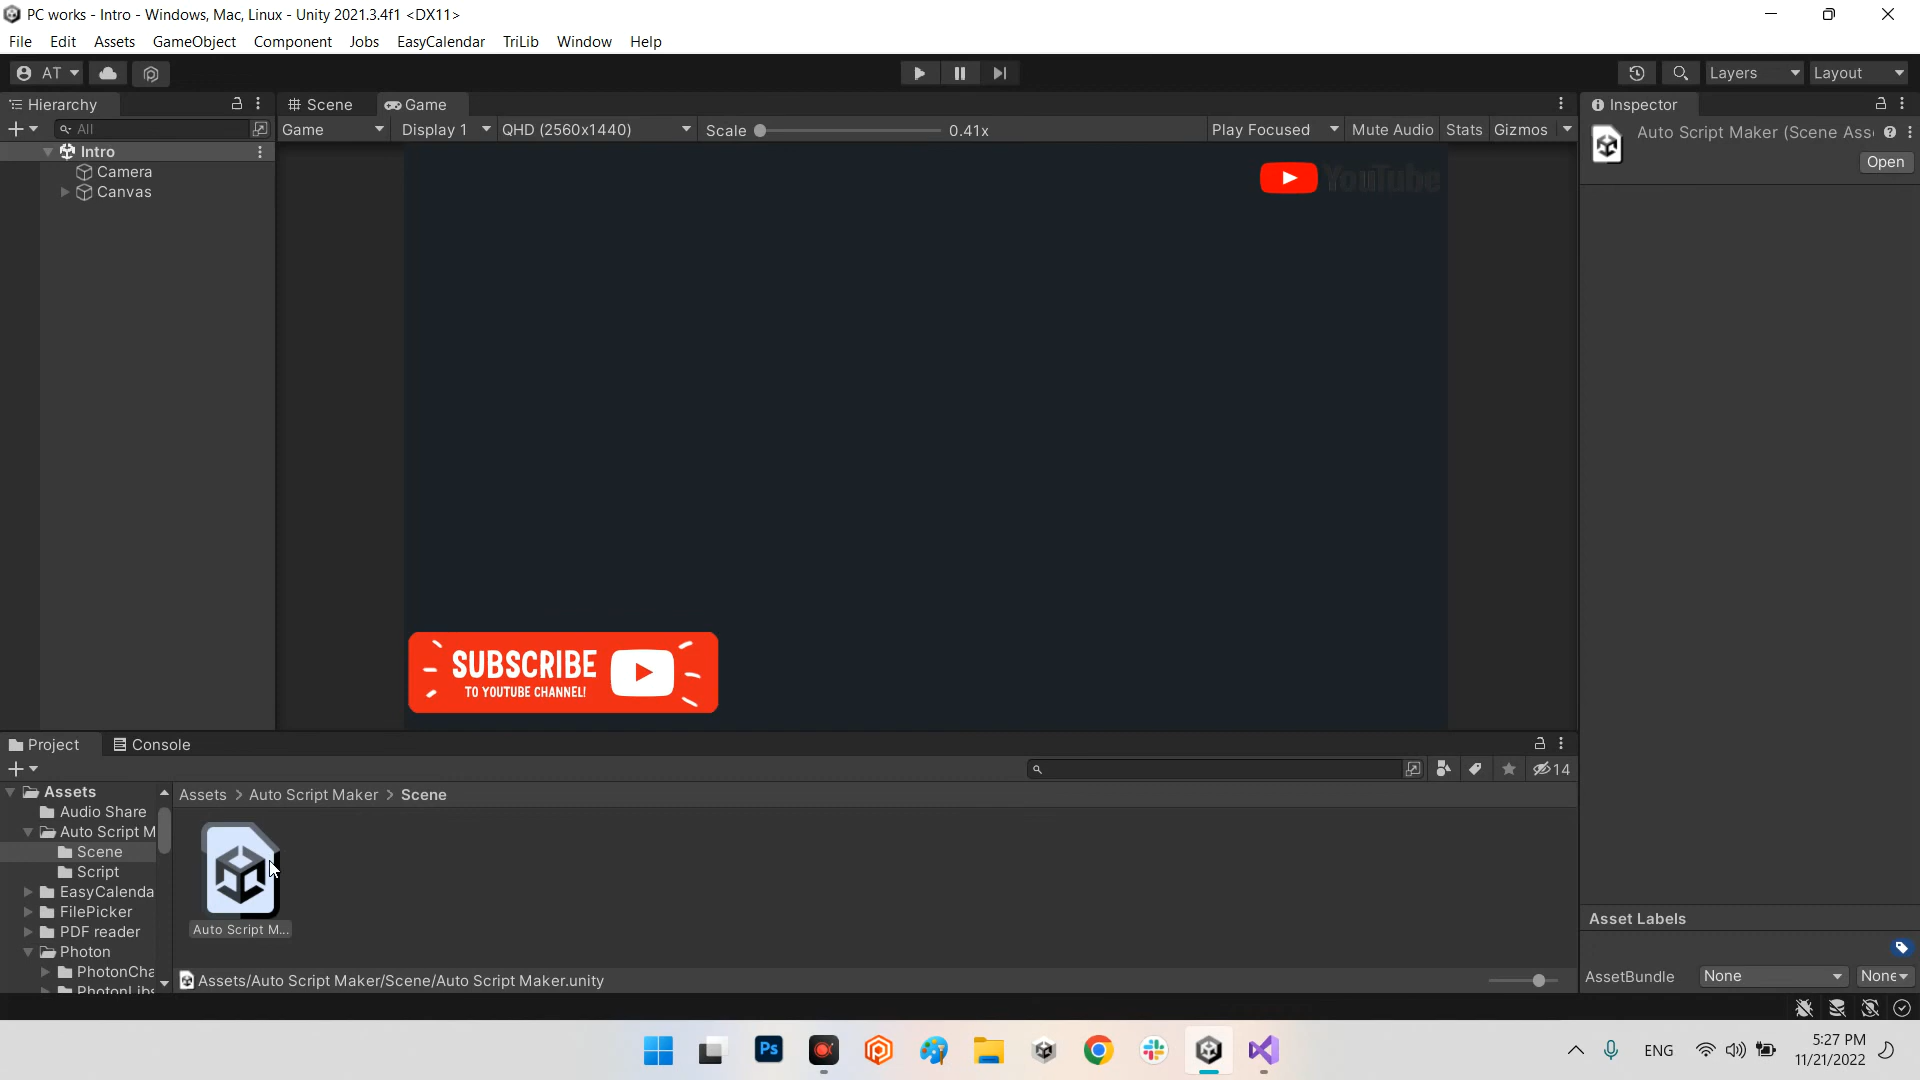 PC works - Intro - Windows, Mac, Linux - Unity 2021.3.4f1 <DX11>
File Edit Assets GameObject Component Jobs EasyCalendar TriLib Window Help
AT
Layers Layout
Hierarchy
Scene Game
Inspector
All
Game Display 1 QHD (2560x1440) Scale 0.41x Play Focused Mute Audio Stats Gizmos
Auto Script Maker (Scene Ass
Open
Intro
Camera
Canvas
YouTube
SUBSCRIBE
TO YOUTUBE CHANNEL!
Project Console
14
Assets
Audio Share
Auto Script M
Scene
Script
EasyCalenda
FilePicker
PDF reader
Photon
PhotonCha
PhotonLibs
Assets > Auto Script Maker > Scene
Auto Script M...
Assets/Auto Script Maker/Scene/Auto Script Maker.unity
Asset Labels
AssetBundle None None
Ps
ENG
5:27 PM
11/21/2022